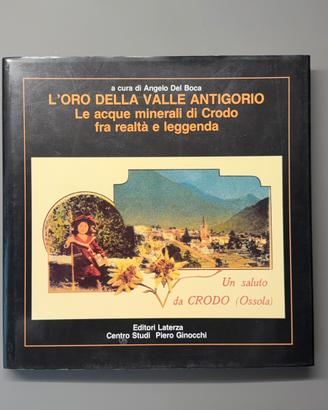 a cura di Angelo Del Boca
L'ORO DELLA VALLE ANTIGORIO
Le acque minerali di Crodo
fra realtà e leggenda
Un saluto
da CRODO (Ossola)
Editori Laterza
Centro Studi Piero Ginocchi